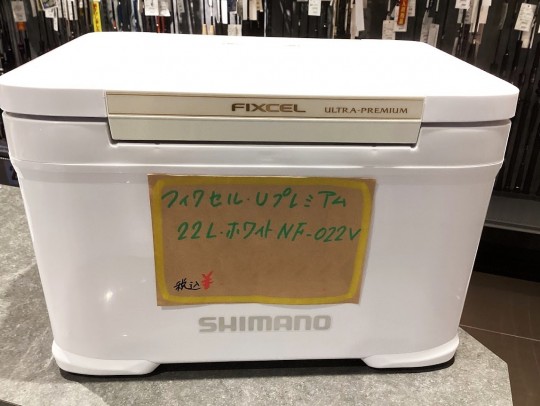 FIXCEL ULTRA-PREMIUM
フィクセル・Uプレミアム
22L・ホワイト NF-022V
税込¥
SHIMANO